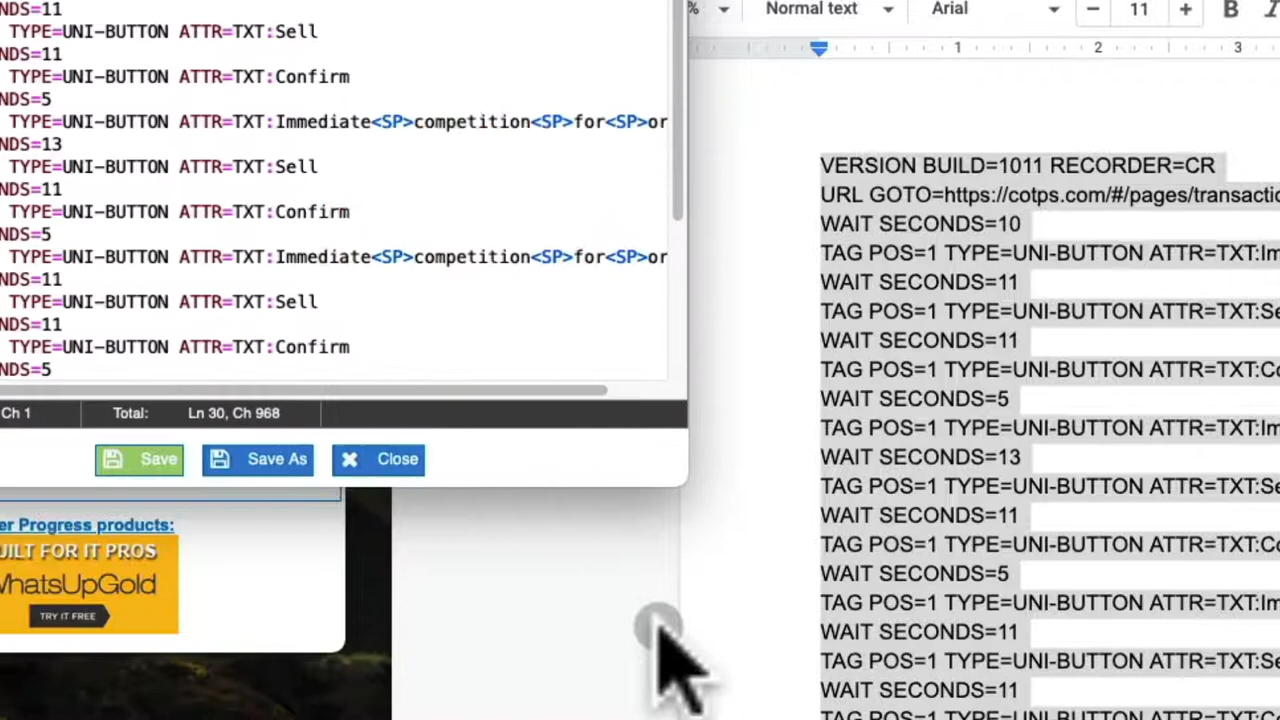 NDS=11
TYPE=UNI-BUTTON ATTR=TXT:Sell
NDS=11
TYPE=UNI-BUTTON ATTR=TXT:Confirm
NDS=5
TYPE=UNI-BUTTON ATTR=TXT:Immediate<SP>competition<SP>for<SP>or
NDS=13
TYPE=UNI-BUTTON ATTR=TXT:Sell
NDS=11
TYPE=UNI-BUTTON ATTR=TXT:Confirm
NDS=5
TYPE=UNI-BUTTON ATTR=TXT:Immediate<SP>competition<SP>for<SP>or
NDS=11
TYPE=UNI-BUTTON ATTR=TXT:Sell
NDS=11
TYPE=UNI-BUTTON ATTR=TXT:Confirm
NDS=5
Ch 1 Total: Ln 30, Ch 968
Save Save As Close
er Progress products:
UILT FOR IT PROS
WhatsUpGold
TRY IT FREE
% Normal text Arial − 11 + B I
1 2 3
VERSION BUILD=1011 RECORDER=CR
URL GOTO=https://cotps.com/#/pages/transactio
WAIT SECONDS=10
TAG POS=1 TYPE=UNI-BUTTON ATTR=TXT:Im
WAIT SECONDS=11
TAG POS=1 TYPE=UNI-BUTTON ATTR=TXT:Se
WAIT SECONDS=11
TAG POS=1 TYPE=UNI-BUTTON ATTR=TXT:Co
WAIT SECONDS=5
TAG POS=1 TYPE=UNI-BUTTON ATTR=TXT:Im
WAIT SECONDS=13
TAG POS=1 TYPE=UNI-BUTTON ATTR=TXT:Se
WAIT SECONDS=11
TAG POS=1 TYPE=UNI-BUTTON ATTR=TXT:Co
WAIT SECONDS=5
TAG POS=1 TYPE=UNI-BUTTON ATTR=TXT:Im
WAIT SECONDS=11
TAG POS=1 TYPE=UNI-BUTTON ATTR=TXT:Se
WAIT SECONDS=11
TAG POS=1 TYPE=UNI-BUTTON ATTR=TXT:Co